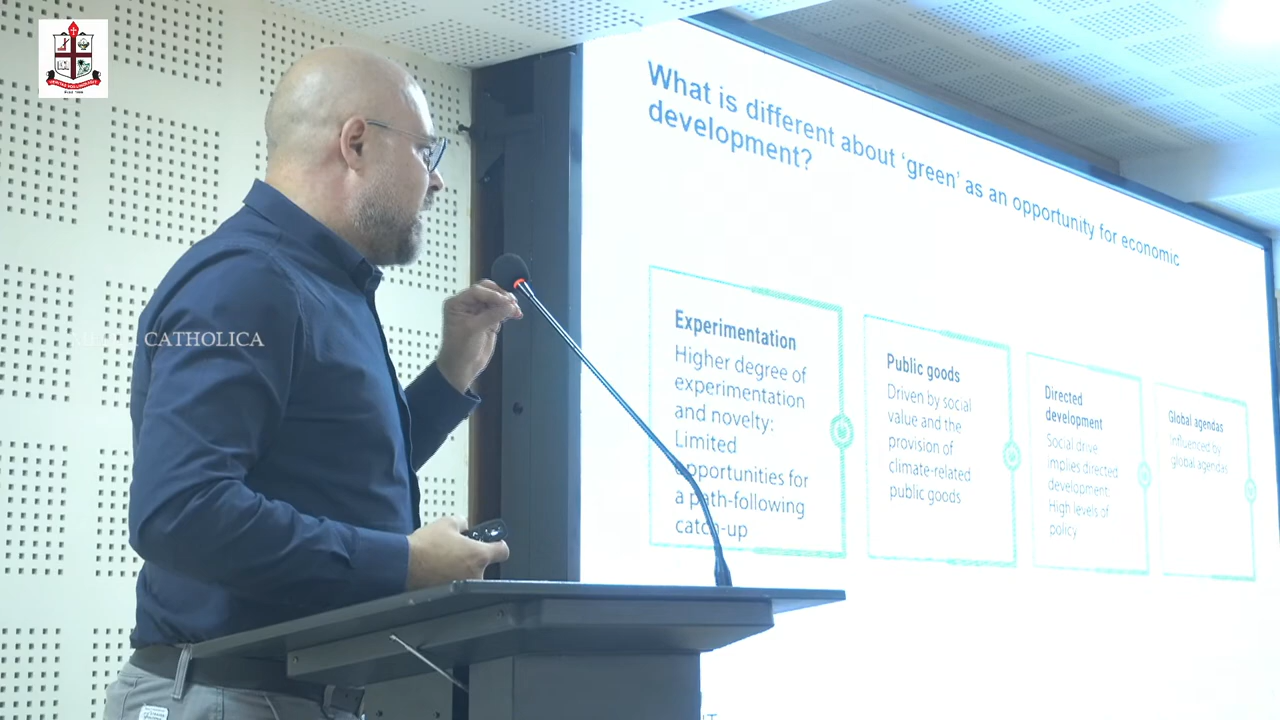 What is different about ‘green’ as an opportunity for economic
development?
Experimentation
Higher degree of
experimentation
and novelty:
Limited
opportunities for
a path-following
catch-up
Public goods
Driven by social
value and the
provision of
climate-related
public goods
Directed
development
Social drive
implies directed
development:
High levels of
policy
Global agendas
Influenced by
global agendas
CATHOLICA